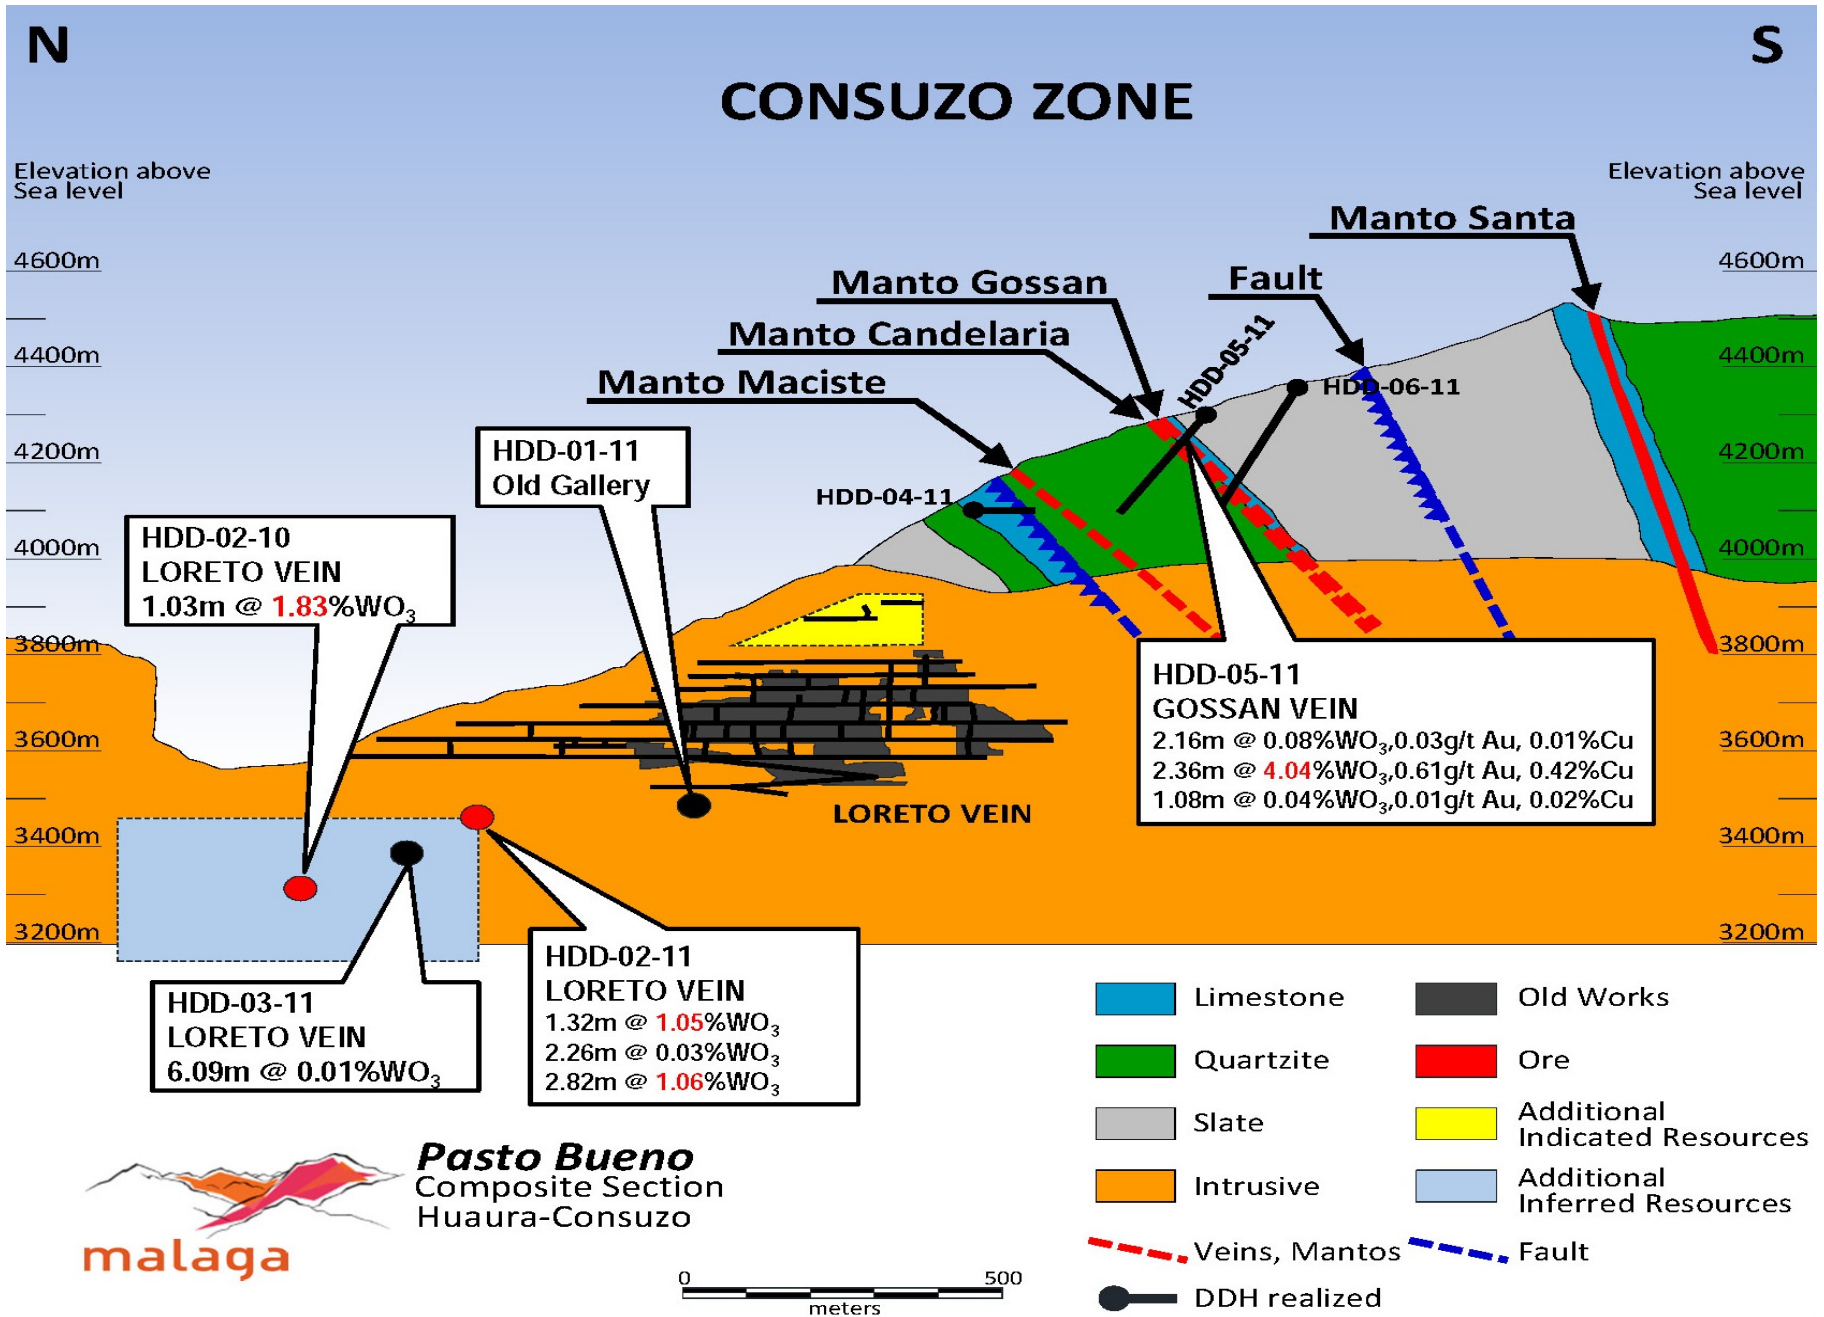 N
S
CONSUZO ZONE
Elevation above
Sea level
Elevation above
Sea level
Manto Santa
4600m
4600m
Manto Gossan
Fault
Manto Candelaria
HDD-05-11
4400m
4400m
Manto Maciste
HDD-06-11
HDD-01-11
Old Gallery
4200m
4200m
HDD-04-11
HDD-02-10
LORETO VEIN
1.03m @ 1.83%WO3
4000m
4000m
3800m
3800m
HDD-05-11
GOSSAN VEIN
2.16m @ 0.08%WO3,0.03g/t Au, 0.01%Cu
2.36m @ 4.04%WO3,0.61g/t Au, 0.42%Cu
1.08m @ 0.04%WO3,0.01g/t Au, 0.02%Cu
3600m
3600m
LORETO VEIN
3400m
3400m
3200m
3200m
HDD-02-11
LORETO VEIN
1.32m @ 1.05%WO3
2.26m @ 0.03%WO3
2.82m @ 1.06%WO3
HDD-03-11
LORETO VEIN
6.09m @ 0.01%WO3
Limestone
Old Works
Quartzite
Ore
Slate
Additional
Indicated Resources
Intrusive
Additional
Inferred Resources
Veins, Mantos
Fault
DDH realized
Pasto Bueno
Composite Section
Huaura-Consuzo
malaga
0
500
meters